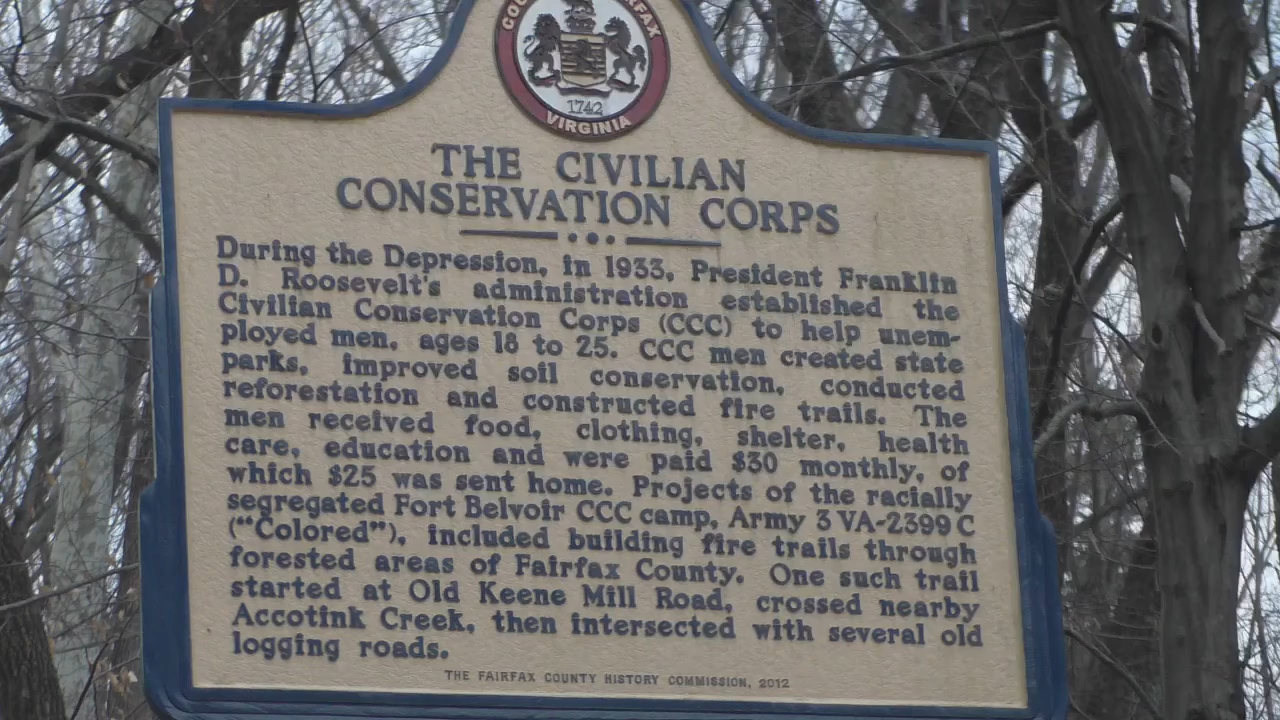 COU
FAX
1742
VIRGINIA
THE CIVILIAN
CONSERVATION CORPS
During the Depression, in 1933, President Franklin
D. Roosevelt's administration established the
Civilian Conservation Corps (CCC) to help unem-
ployed men, ages 18 to 25. CCC men created state
parks, improved soil conservation, conducted
reforestation and constructed fire trails. The
men received food, clothing, shelter, health
care, education and were paid $30 monthly, of
which $25 was sent home. Projects of the racially
segregated Fort Belvoir CCC camp, Army 3 VA-2399 C
("Colored"), included building fire trails through
forested areas of Fairfax County. One such trail
started at Old Keene Mill Road, crossed nearby
Accotink Creek, then intersected with several old
logging roads.
THE FAIRFAX COUNTY HISTORY COMMISSION, 2012